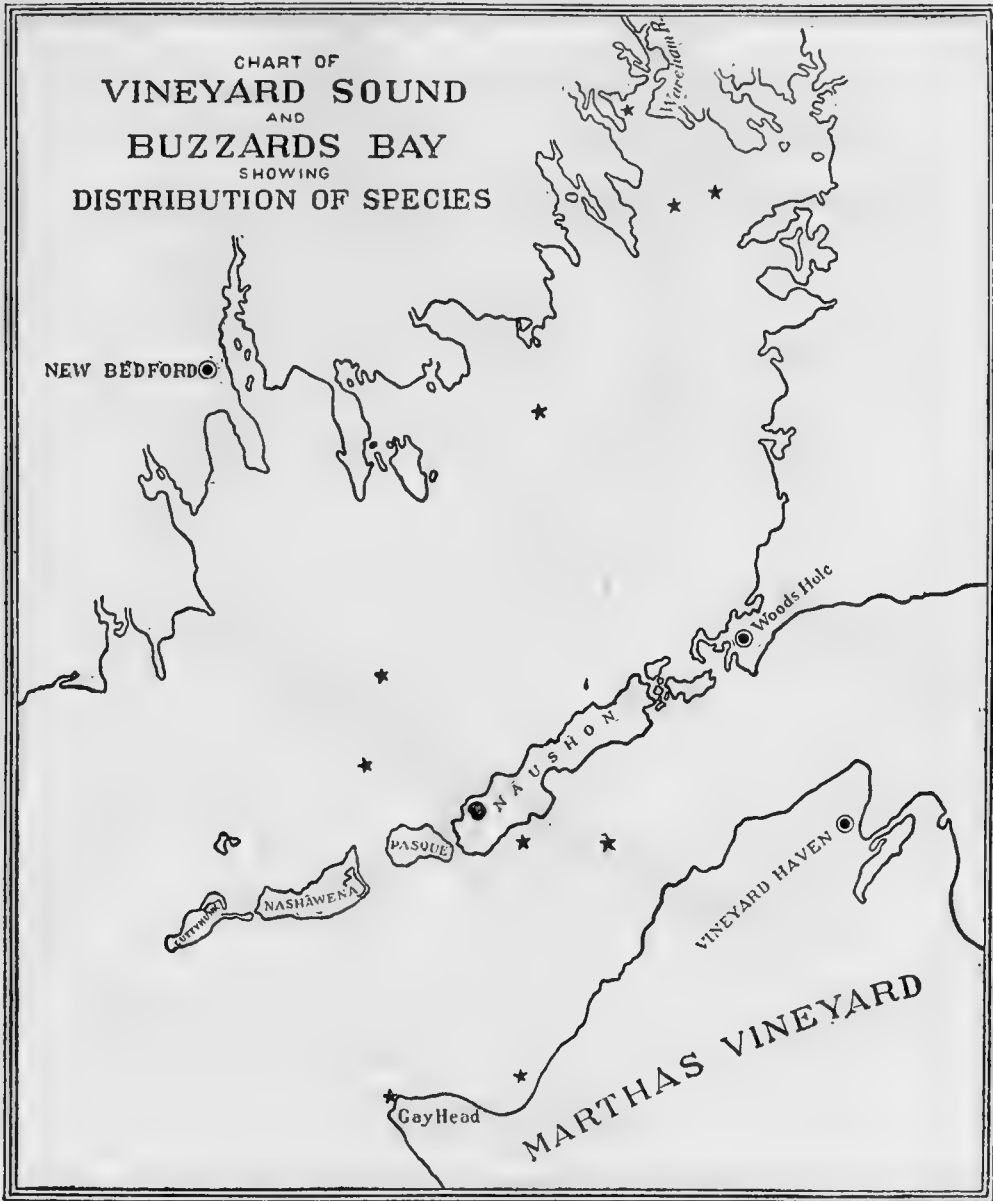 CHART OF
VINEYARD SOUND
AND
BUZZARDS BAY
SHOWING
DISTRIBUTION OF SPECIES
Wareham R.
NEW BEDFORD
Woods Hole
NAUSHON
PASQUE
NASHAWENA
CUTTYHUNK
VINEYARD HAVEN
MARTHAS VINEYARD
Gay Head